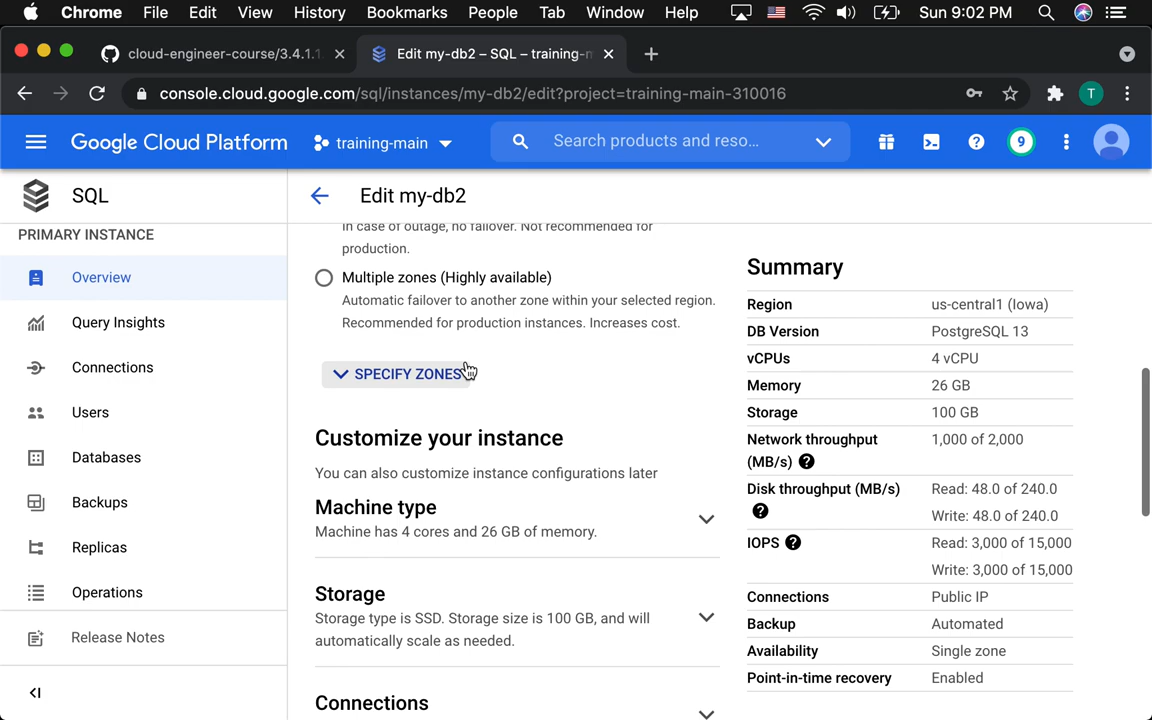 Chrome File Edit View History Bookmarks People Tab Window Help Sun 9:02 PM
cloud-engineer-course/3.4.1.1.
Edit my-db2 – SQL – training-m
console.cloud.google.com/sql/instances/my-db2/edit?project=training-main-310016
T
Google Cloud Platform
training-main
Search products and reso...
9
SQL
Edit my-db2
PRIMARY INSTANCE
Overview
Query Insights
Connections
Users
Databases
Backups
Replicas
Operations
Release Notes
In case of outage, no failover. Not recommended for
production.
Multiple zones (Highly available)
Automatic failover to another zone within your selected region.
Recommended for production instances. Increases cost.
SPECIFY ZONES
Customize your instance
You can also customize instance configurations later
Machine type
Machine has 4 cores and 26 GB of memory.
Storage
Storage type is SSD. Storage size is 100 GB, and will
automatically scale as needed.
Connections
Summary
Region us-central1 (Iowa)
DB Version PostgreSQL 13
vCPUs 4 vCPU
Memory 26 GB
Storage 100 GB
Network throughput 1,000 of 2,000
(MB/s)
Disk throughput (MB/s) Read: 48.0 of 240.0
Write: 48.0 of 240.0
IOPS Read: 3,000 of 15,000
Write: 3,000 of 15,000
Connections Public IP
Backup Automated
Availability Single zone
Point-in-time recovery Enabled